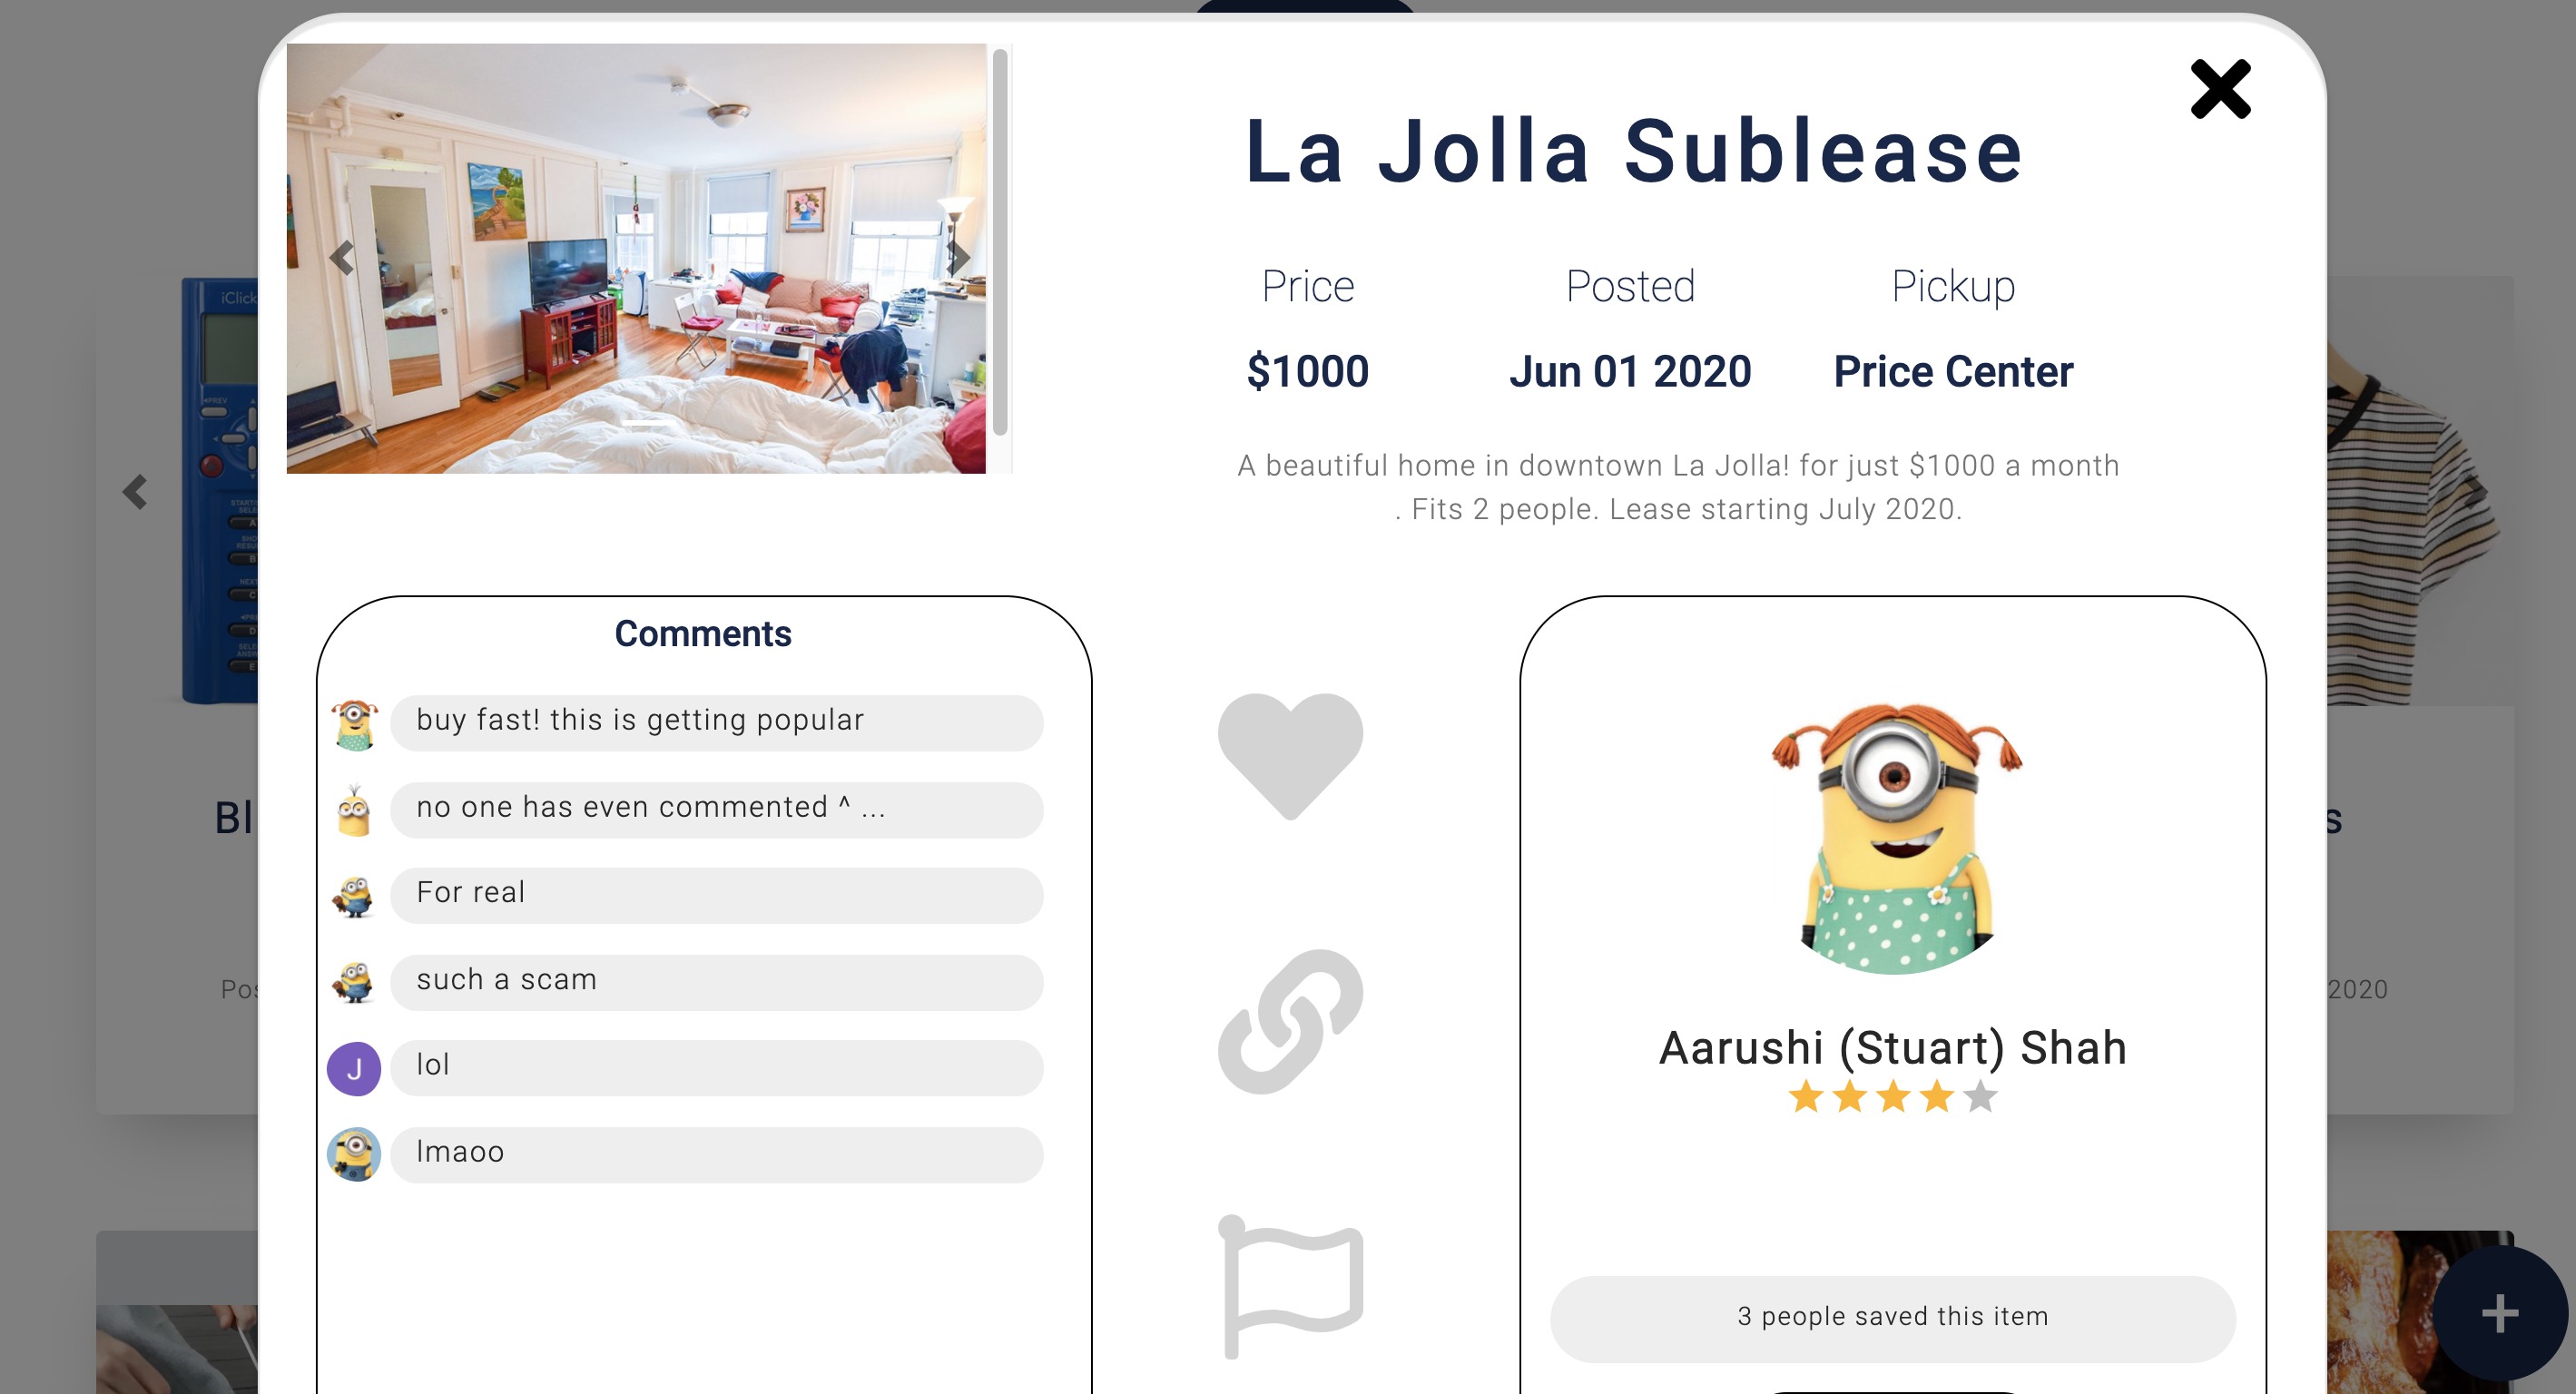 La Jolla Sublease
Price
Posted
Pickup
$1000
Jun 01 2020
Price Center
A beautiful home in downtown La Jolla! for just $1000 a month
. Fits 2 people. Lease starting July 2020.
Comments
buy fast! this is getting popular
no one has even commented ^ ...
For real
such a scam
J
lol
lmaoo
Aarushi (Stuart) Shah
3 people saved this item
iClick
PREV
Bl
Pos
s
2020